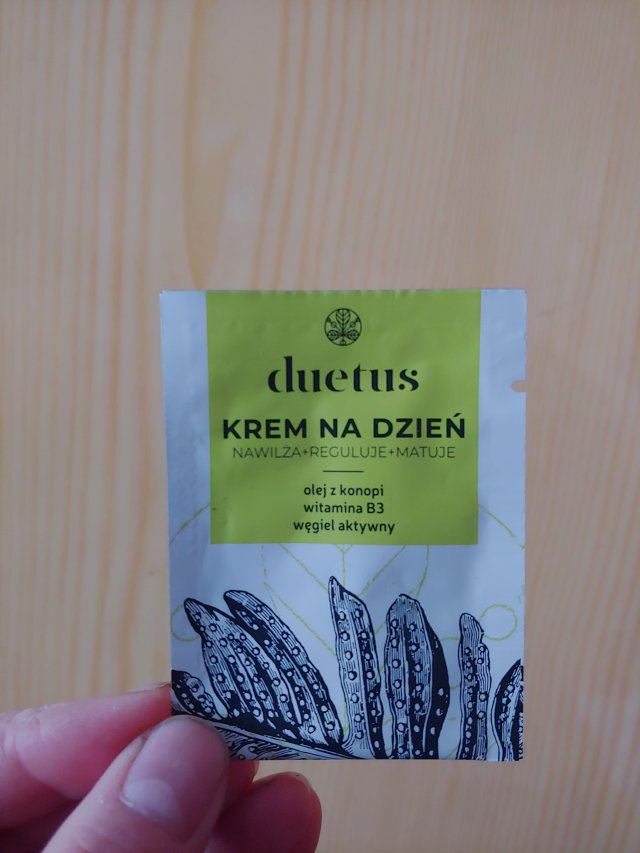 duetus
KREM NA DZIEŃ
NAWILŻA+REGULUJE+MATUJE
olej z konopi
witamina B3
węgiel aktywny